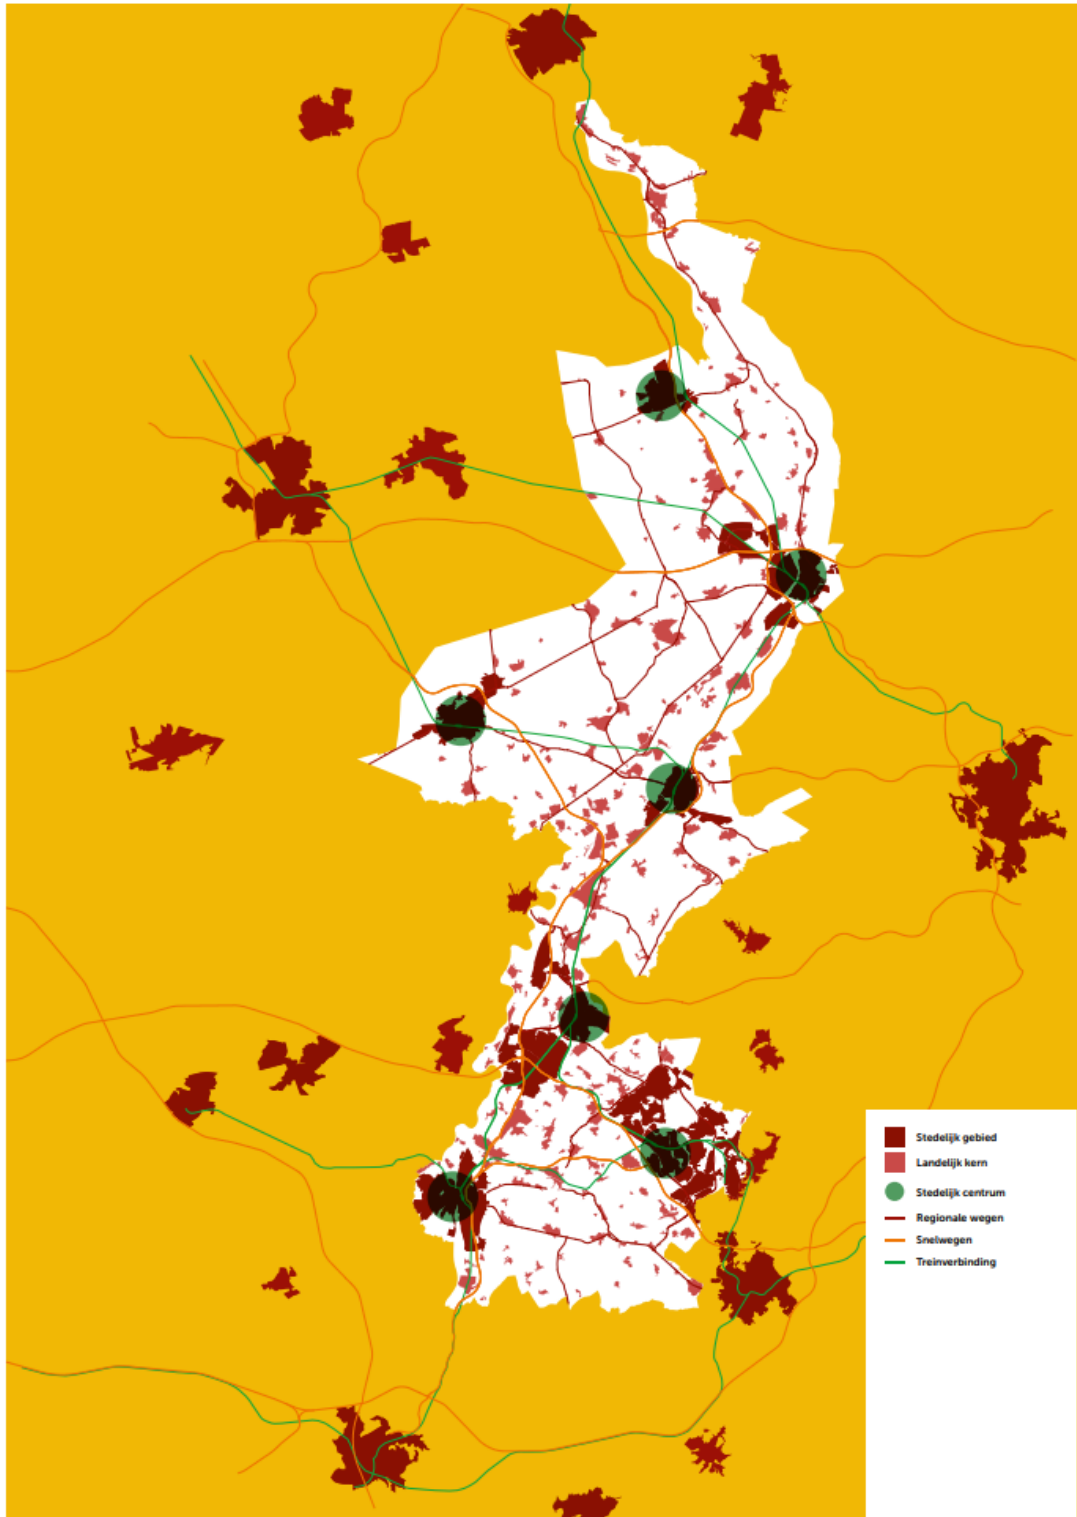 Stedelijk gebied
Landelijk kern
Stedelijk centrum
Regionale wegen
Snelwegen
Treinverbinding